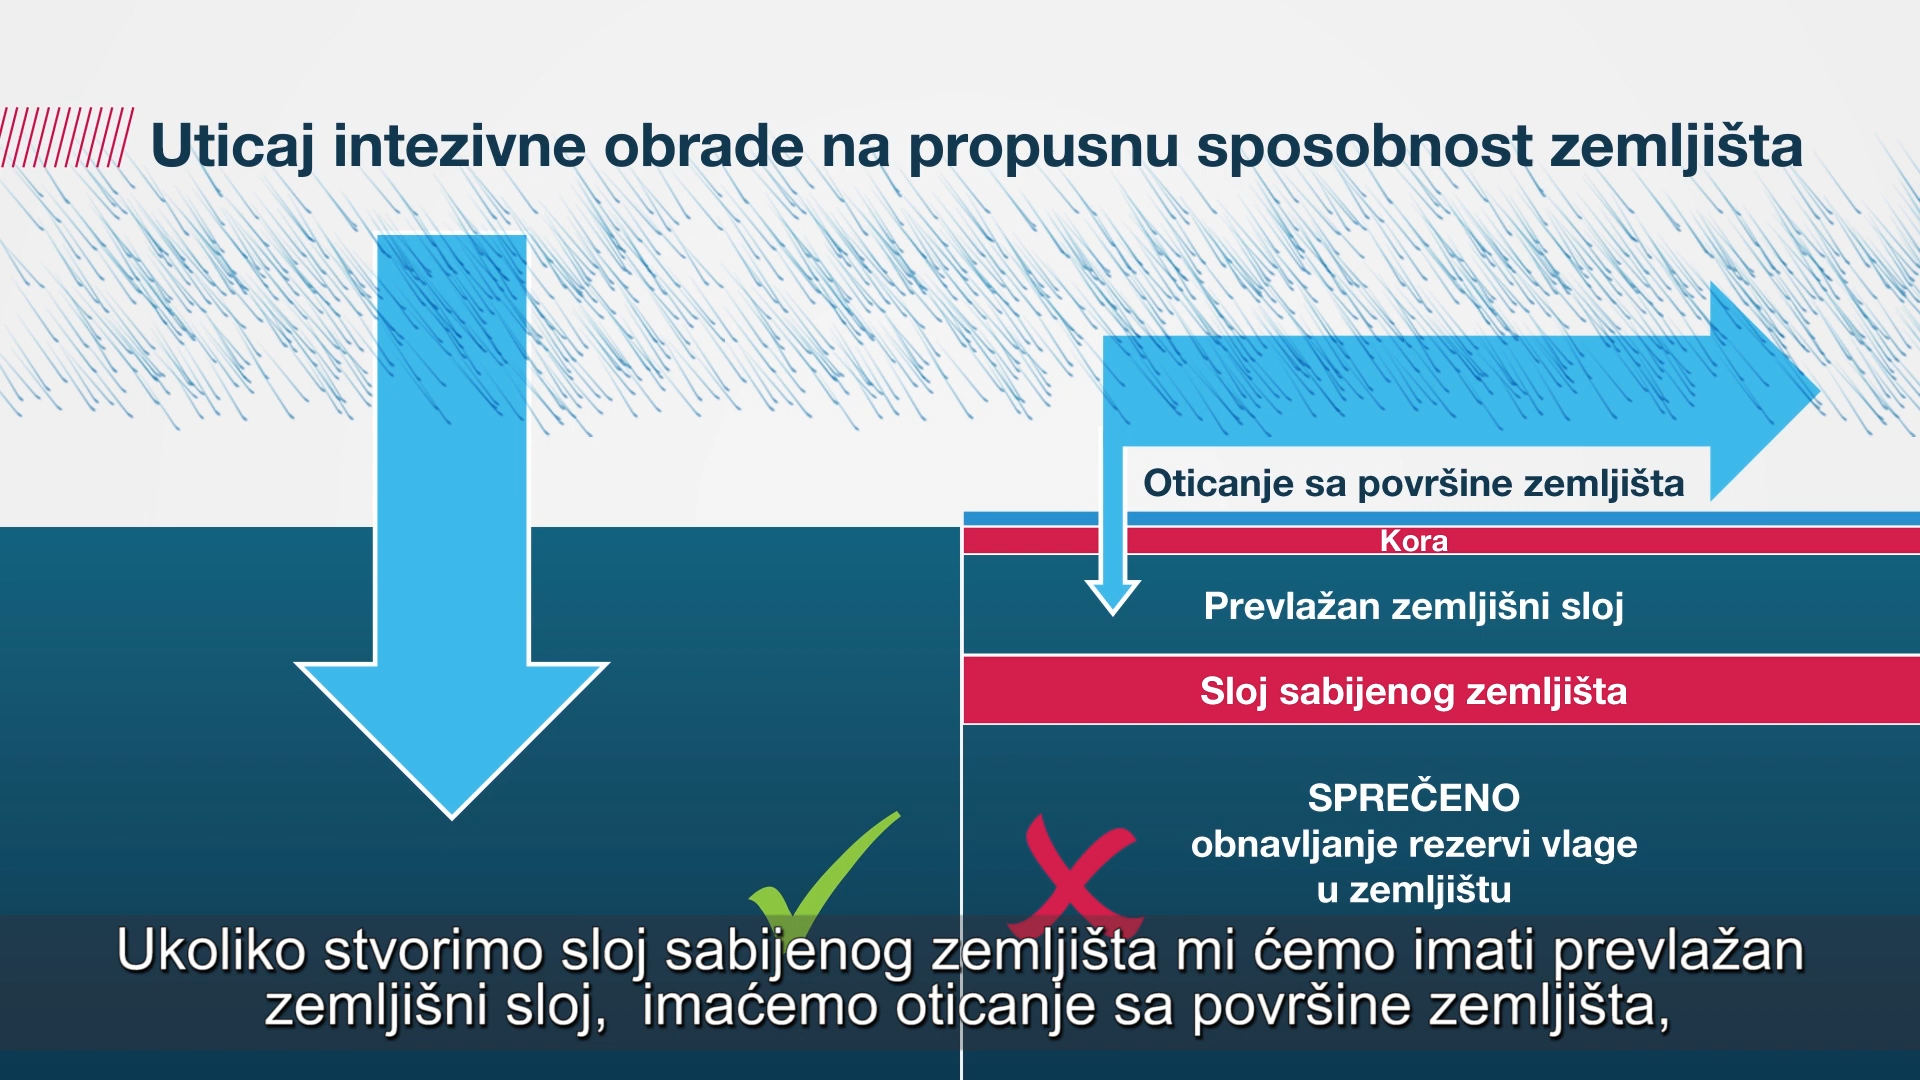 Uticaj intezivne obrade na propusnu sposobnost zemljišta
Oticanje sa površine zemljišta
Kora
Prevlažan zemljišni sloj
Sloj sabijenog zemljišta
SPREČENO
obnavljanje rezervi vlage
u zemljištu
Ukoliko stvorimo sloj sabijenog zemljišta mi ćemo imati prevlažan
zemljišni sloj,  imaćemo oticanje sa površine zemljišta,